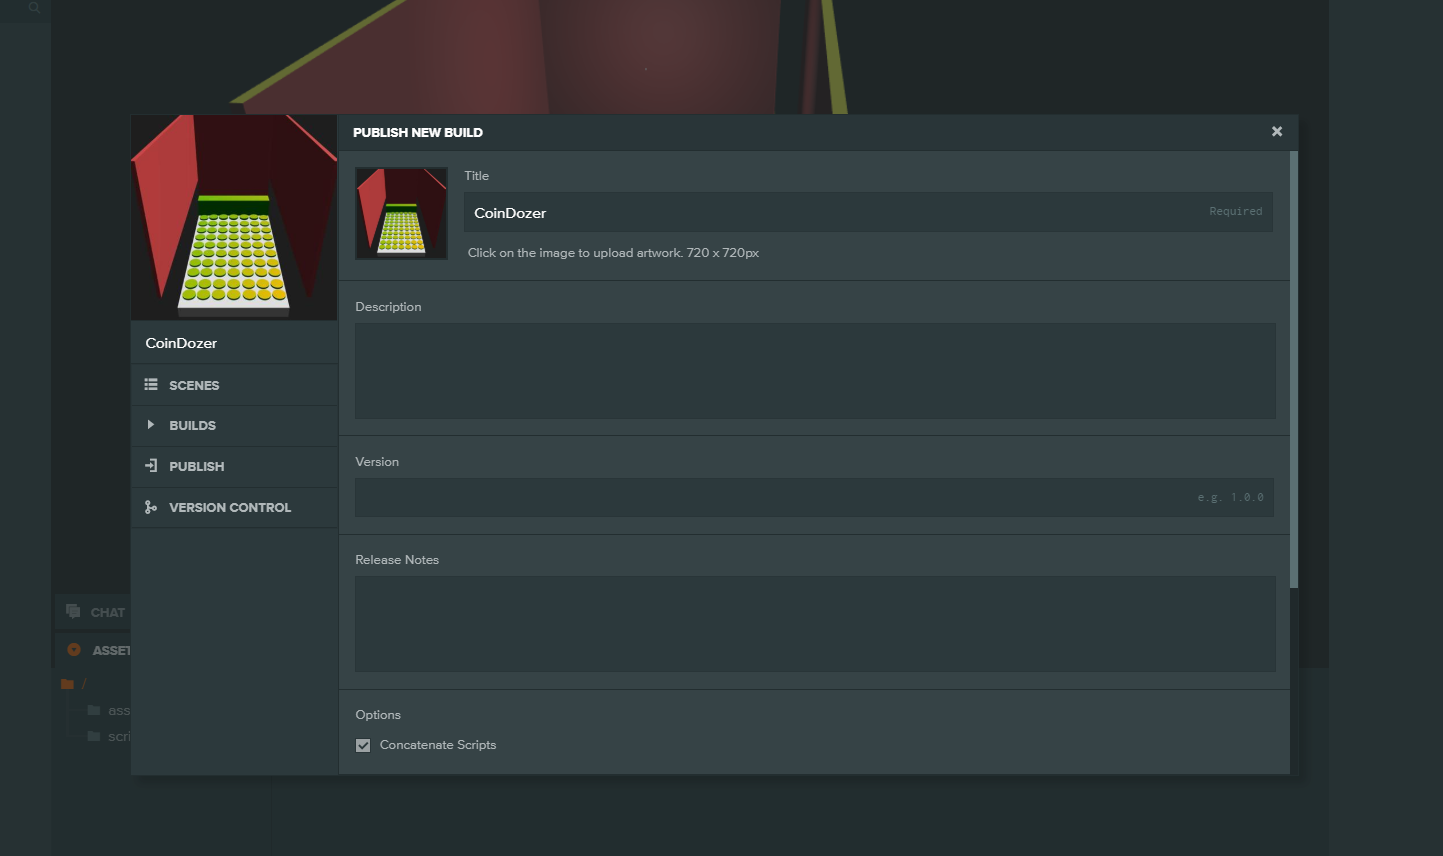 PUBLISH NEW BUILD
Title
CoinDozer
Required
Click on the image to upload artwork. 720 x 720px
Description
CoinDozer
SCENES
BUILDS
PUBLISH
VERSION CONTROL
Version
e.g. 1.0.0
Release Notes
Options
Concatenate Scripts
CHAT
ASSET
/
ass
scri